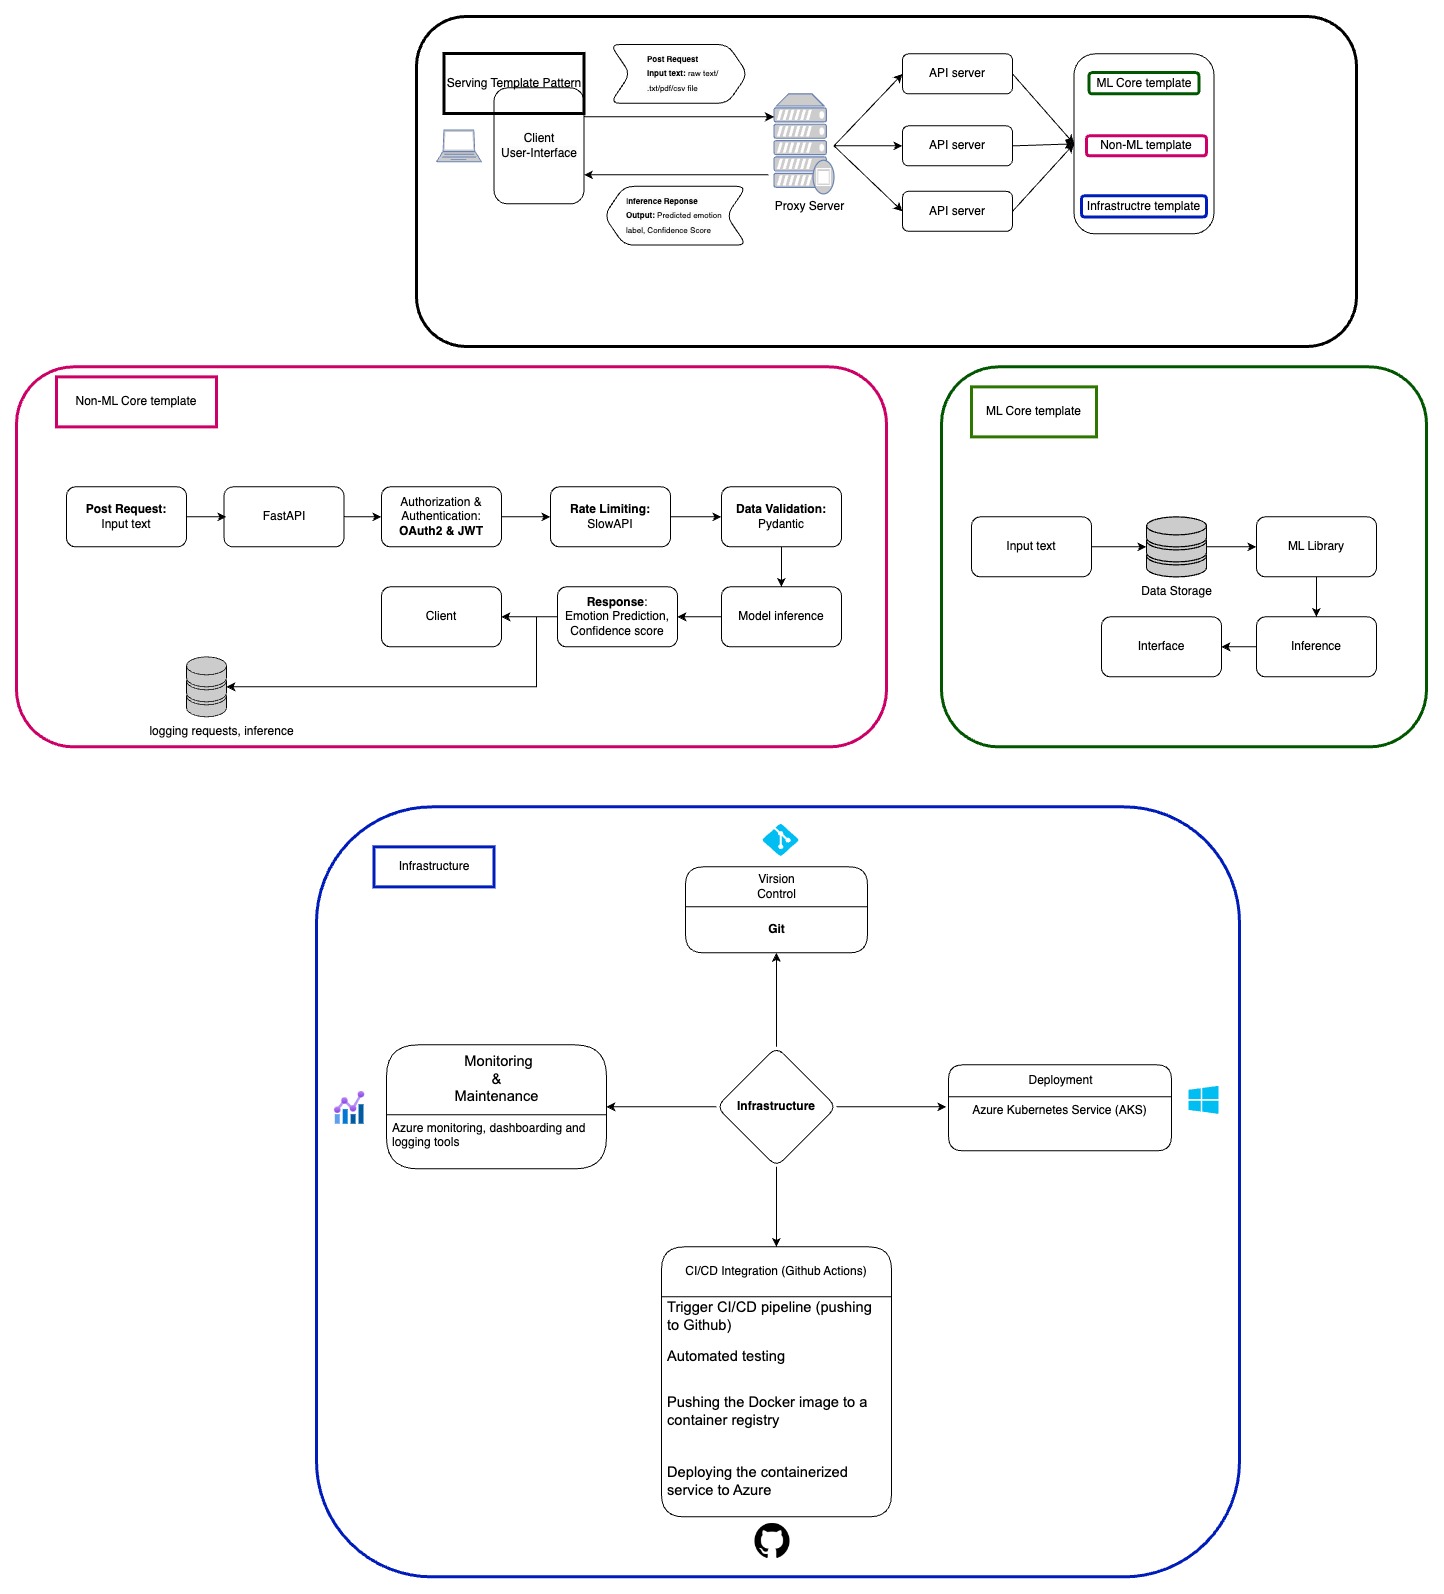 Serving Template Pattern
Client
User-Interface
Post Request
Input text: raw text/
.txt/pdf/csv file
Inference Reponse
Output: Predicted emotion
label, Confidence Score
Proxy Server
API server
API server
API server
ML Core template
Non-ML template
Infrastructre template
Non-ML Core template
Post Request:
Input text
FastAPI
Authorization &
Authentication:
OAuth2 & JWT
Rate Limiting:
SlowAPI
Data Validation:
Pydantic
Model inference
Response:
Emotion Prediction,
Confidence score
Client
logging requests, inference
ML Core template
Input text
Data Storage
ML Library
Inference
Interface
Infrastructure
Virsion
Control
Git
Monitoring
&
Maintenance
Azure monitoring, dashboarding and
logging tools
Infrastructure
Deployment
Azure Kubernetes Service (AKS)
CI/CD Integration (Github Actions)
Trigger CI/CD pipeline (pushing
to Github)
Automated testing
Pushing the Docker image to a
container registry
Deploying the containerized
service to Azure